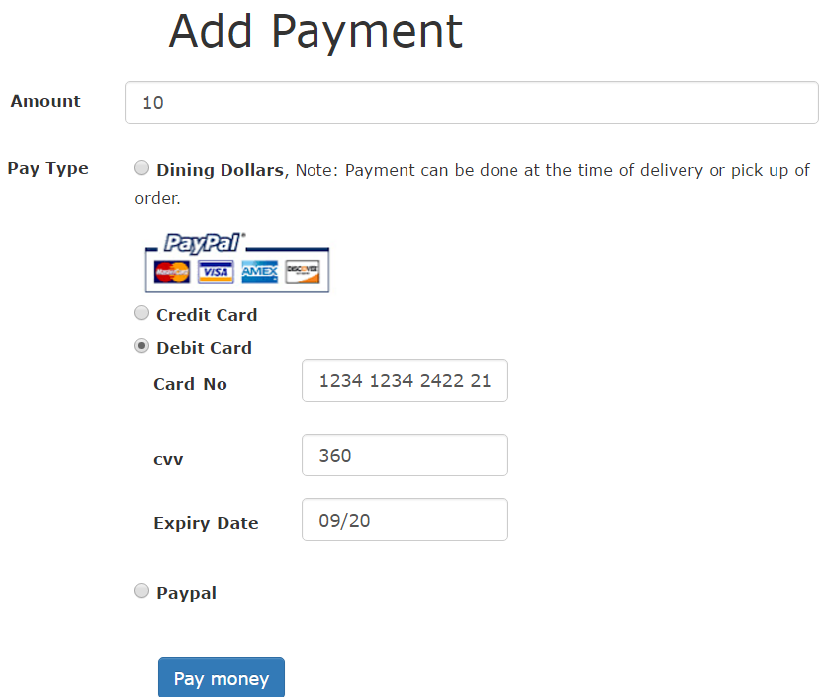 Add Payment
Amount 10
Pay Type Dining Dollars, Note: Payment can be done at the time of delivery or pick up of
order.
PayPal
MasterCard VISA AMEX DISCOVER
Credit Card
Debit Card
Card No 1234 1234 2422 21
cvv 360
Expiry Date 09/20
Paypal
Pay money